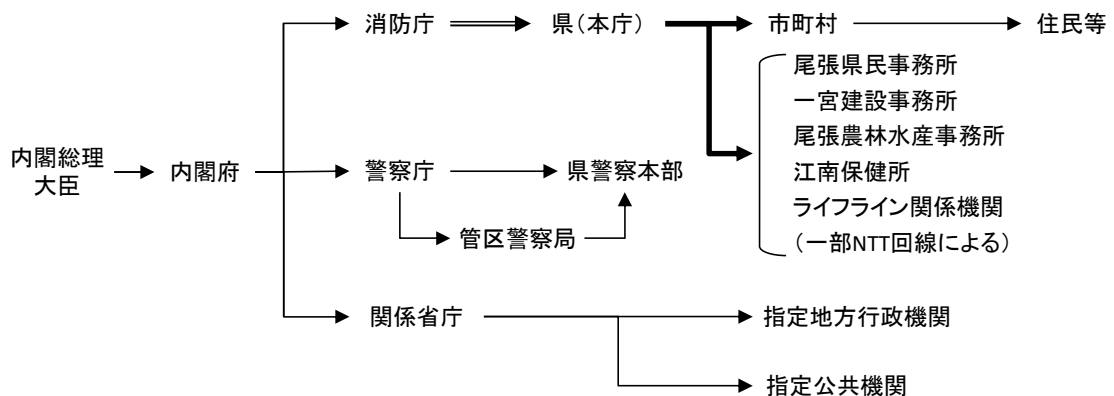 消防庁
県（本庁）
市町村
住民等
尾張県民事務所
一宮建設事務所
尾張農林水産事務所
江南保健所
ライフライン関係機関
（一部NTT回線による）
内閣総理
大臣
内閣府
警察庁
県警察本部
管区警察局
関係省庁
指定地方行政機関
指定公共機関